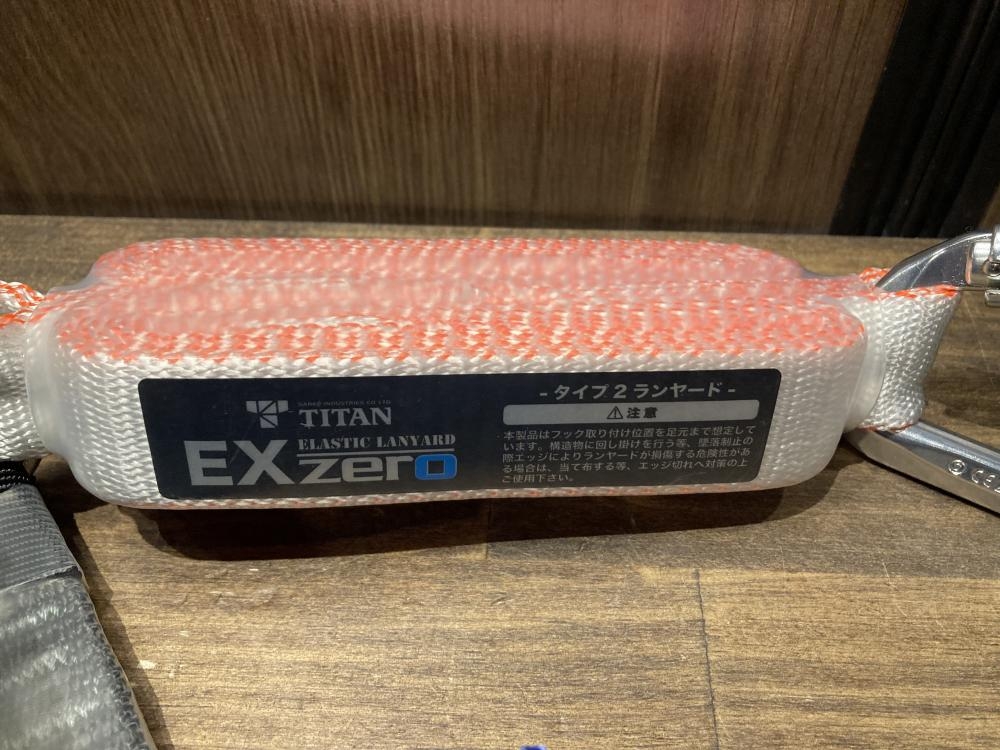 SANKO INDUSTRIES CO LTD.
TITAN
ELASTIC LANYARD
EX zero
- タイプ2ランヤード -
⚠注意
本製品はフック取り付け位置を足元まで想定して
います。構造物に回し掛けを行う等、墜落制止の
際エッジによりランヤードが損傷する危険性があ
る場合は、当て布する等、エッジ切れへ対策の上
ご使用下さい。